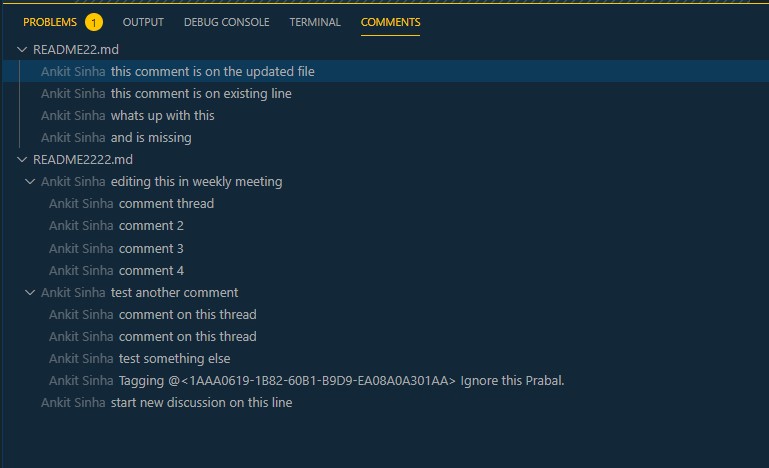 PROBLEMS 1 OUTPUT DEBUG CONSOLE TERMINAL COMMENTS
README22.md
Ankit Sinha this comment is on the updated file
Ankit Sinha this comment is on existing line
Ankit Sinha whats up with this
Ankit Sinha and is missing
README2222.md
Ankit Sinha editing this in weekly meeting
Ankit Sinha comment thread
Ankit Sinha comment 2
Ankit Sinha comment 3
Ankit Sinha comment 4
Ankit Sinha test another comment
Ankit Sinha comment on this thread
Ankit Sinha comment on this thread
Ankit Sinha test something else
Ankit Sinha Tagging @<1AAA0619-1B82-60B1-B9D9-EA08A0A301AA> Ignore this Prabal.
Ankit Sinha start new discussion on this line